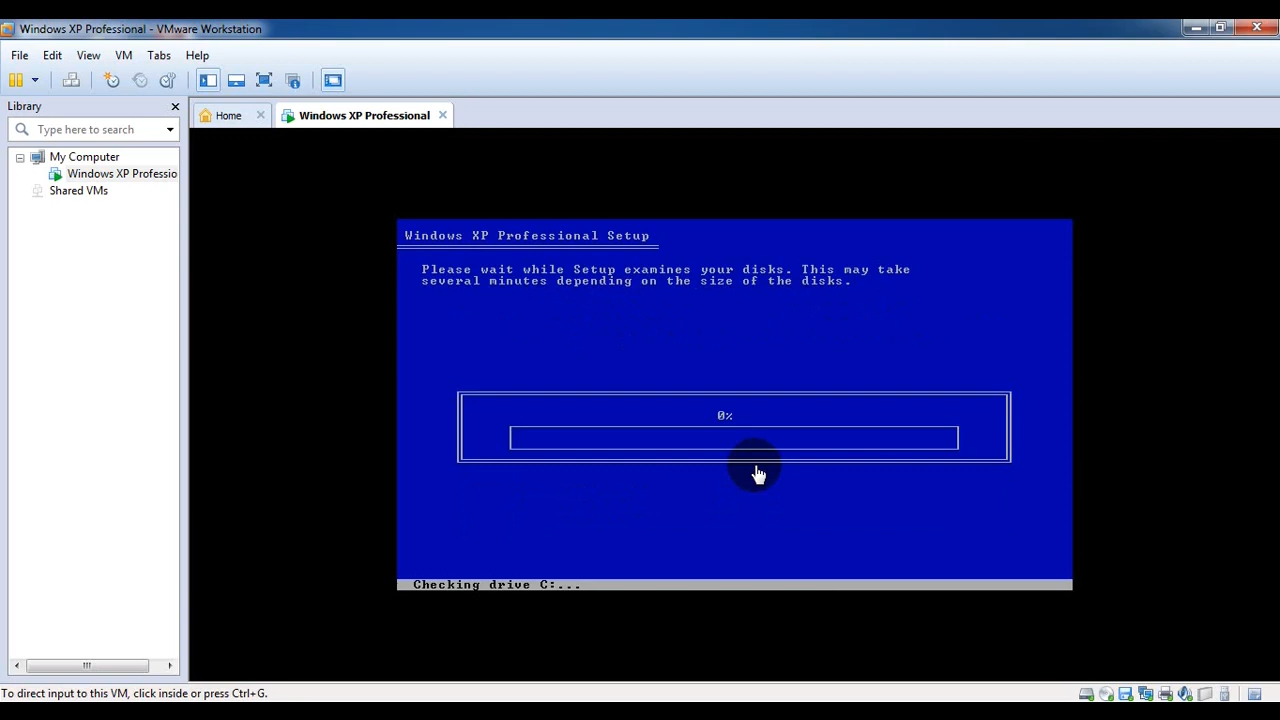 Windows XP Professional - VMware Workstation
File Edit View VM Tabs Help
Library
Home
Windows XP Professional
Type here to search
My Computer
Windows XP Professio
Shared VMs
Windows XP Professional Setup
Please wait while Setup examines your disks. This may take
several minutes depending on the size of the disks.
0%
Checking drive C:...
To direct input to this VM, click inside or press Ctrl+G.